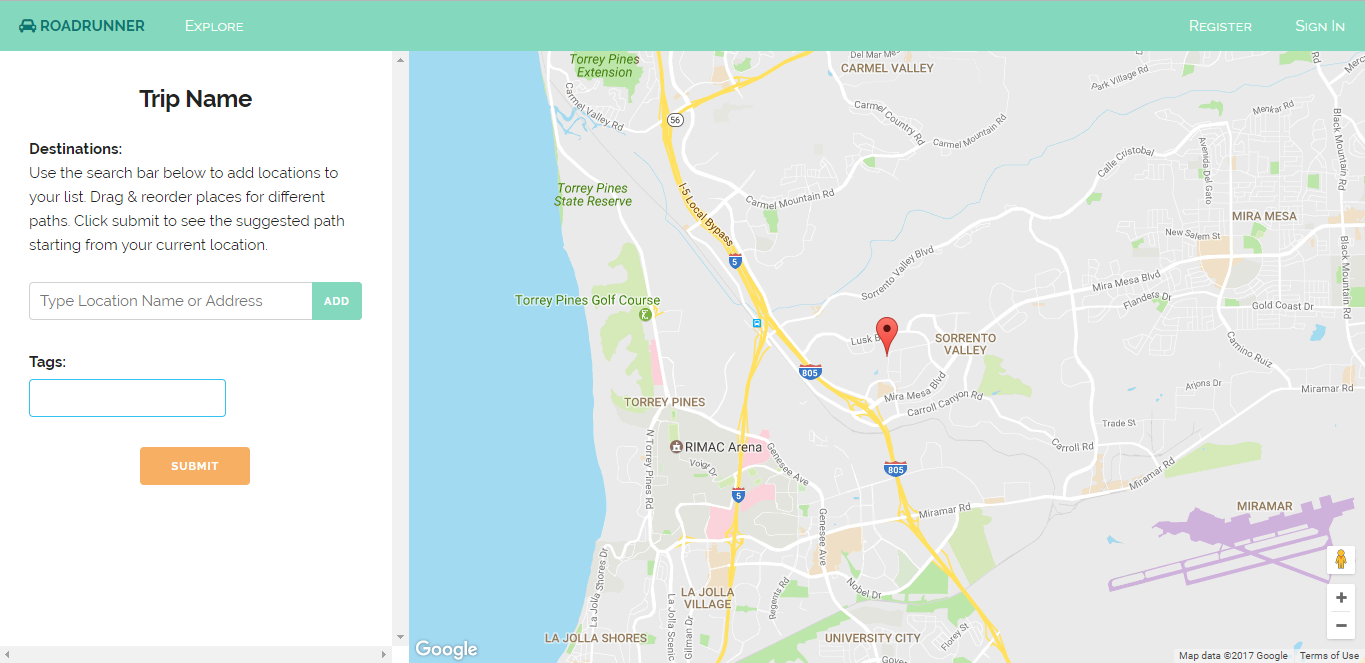 ROADRUNNER
Explore
Register
Sign In
Trip Name
Destinations:
Use the search bar below to add locations to
your list. Drag & reorder places for different
paths. Click submit to see the suggested path
starting from your current location.
Type Location Name or Address
ADD
Tags:
SUBMIT
Torrey Pines
Extension
Del Mar Mes
CARMEL VALLEY
Park Village Rd
Merc
Carmel Valley Rd
56
Carmel Country Rd
Carmel Mountain Rd
Menkar Rd
Black Mountain Rd
Calle Cristobal
Avenida Del Gato
Torrey Pines
State Reserve
I-5 Local Bypass
Carmel Mountain Rd
MIRA MESA
New Salem St
5
Sorrento Valley Blvd
Mira Mesa Blvd
Black Mountain Rd
Flanders Dr
Gold Coast Dr
Torrey Pines Golf Course
Lusk B
SORRENTO
VALLEY
Camino Ruiz
805
Mira Mesa Blvd
Carroll Canyon Rd
Arjons Dr
Miramar Rd
TORREY PINES
Trade St
N Torrey Pines Rd
RIMAC Arena
Voigt Dr
Genesee Ave
Carroll Rd
805
Miramar Rd
5
Miramar Rd
MIRAMAR
Genesee Ave
La Jolla Shores Dr
Regents Rd
Nobel Dr
LA JOLLA
VILLAGE
La Jolla Scenic
Gilman Dr
Florey St
LA JOLLA SHORES
UNIVERSITY CITY
Google
+
−
Map data ©2017 Google
Terms of Use